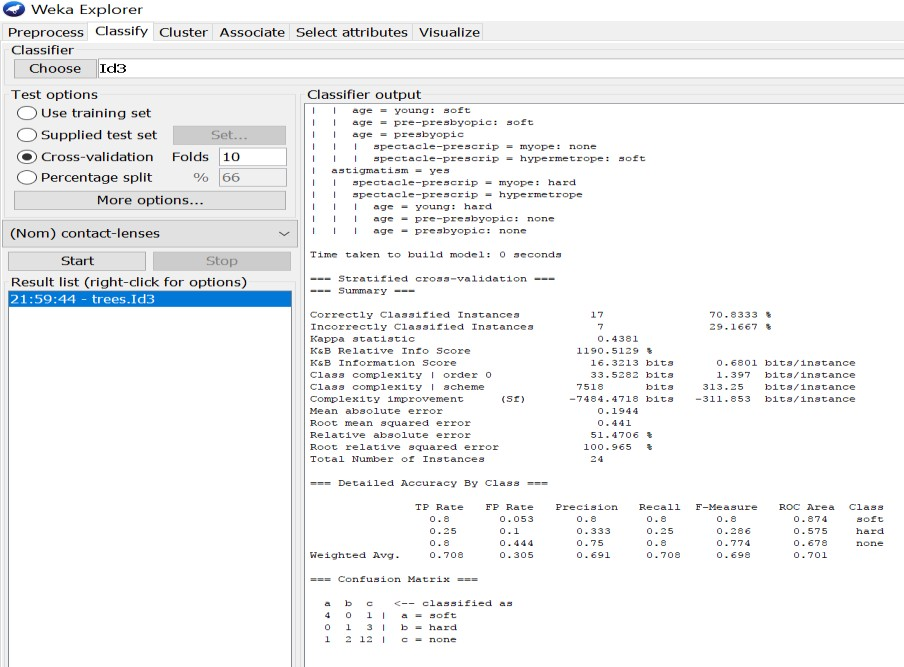 Weka Explorer
Preprocess Classify Cluster Associate Select attributes Visualize
Classifier
Choose Id3
Test options
Use training set
Supplied test set Set...
Cross-validation Folds 10
Percentage split % 66
More options...
(Nom) contact-lenses
Start Stop
Result list (right-click for options)
21:59:44 - trees.Id3
Classifier output
| | age = young: soft
| | age = pre-presbyopic: soft
| | age = presbyopic
| | | spectacle-prescrip = myope: none
| | | spectacle-prescrip = hypermetrope: soft
| astigmatism = yes
| | spectacle-prescrip = myope: hard
| | spectacle-prescrip = hypermetrope
| | | age = young: hard
| | | age = pre-presbyopic: none
| | | age = presbyopic: none
Time taken to build model: 0 seconds
=== Stratified cross-validation ===
=== Summary ===
Correctly Classified Instances 17 70.8333 %
Incorrectly Classified Instances 7 29.1667 %
Kappa statistic 0.4381
K&B Relative Info Score 1190.5129 %
K&B Information Score 16.3213 bits 0.6801 bits/instance
Class complexity | order 0 33.5282 bits 1.397 bits/instance
Class complexity | scheme 7518 bits 313.25 bits/instance
Complexity improvement (Sf) -7484.4718 bits -311.853 bits/instance
Mean absolute error 0.1944
Root mean squared error 0.441
Relative absolute error 51.4706 %
Root relative squared error 100.965 %
Total Number of Instances 24
=== Detailed Accuracy By Class ===
TP Rate FP Rate Precision Recall F-Measure ROC Area Class
0.8 0.053 0.8 0.8 0.8 0.874 soft
0.25 0.1 0.333 0.25 0.286 0.575 hard
0.8 0.444 0.75 0.8 0.774 0.678 none
Weighted Avg. 0.708 0.305 0.691 0.708 0.698 0.701
=== Confusion Matrix ===
a b c <-- classified as
4 0 1 | a = soft
0 1 3 | b = hard
1 2 12 | c = none